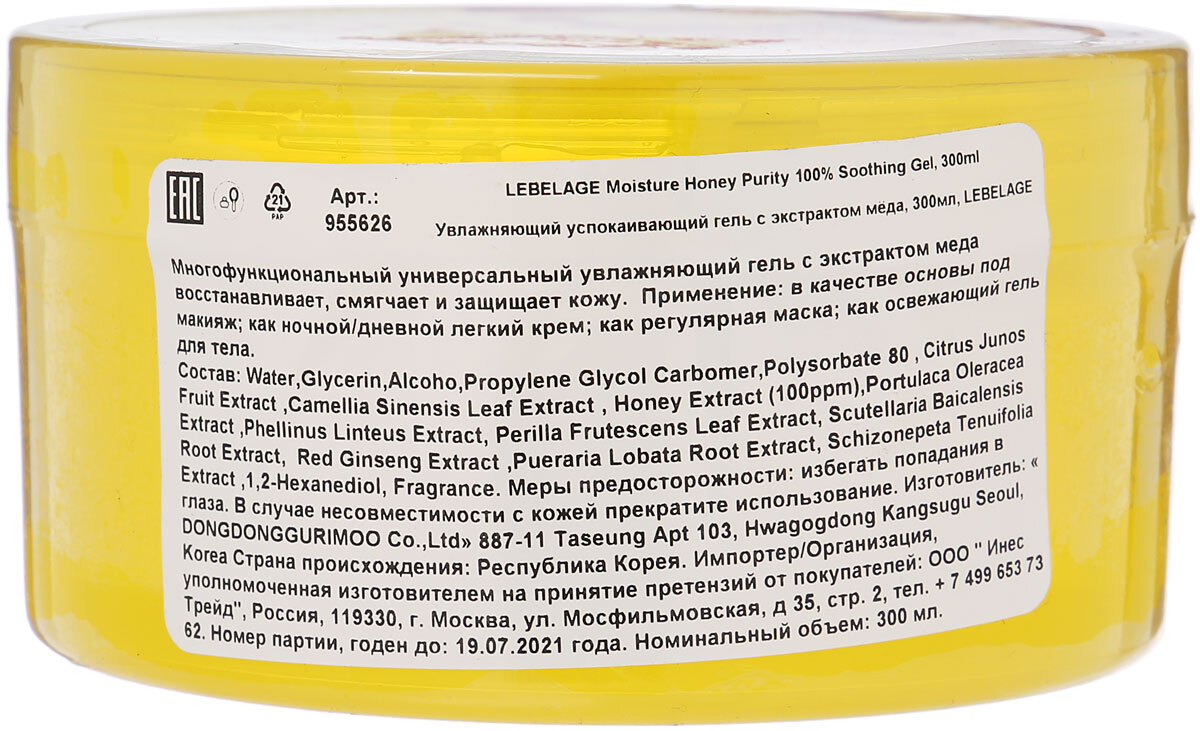 EAC
21
PAP
Арт.:
955626
LEBELAGE Moisture Honey Purity 100% Soothing Gel, 300ml
Увлажняющий успокаивающий гель с экстрактом мёда, 300мл, LEBELAGE
Многофункциональный универсальный увлажняющий гель с экстрактом меда
восстанавливает, смягчает и защищает кожу. Применение: в качестве основы под
макияж; как ночной/дневной легкий крем; как регулярная маска; как освежающий гель
для тела.
Состав: Water,Glycerin,Alcoho,Propylene Glycol Carbomer,Polysorbate 80 , Citrus Junos
Fruit Extract ,Camellia Sinensis Leaf Extract , Honey Extract (100ppm),Portulaca Oleracea
Extract ,Phellinus Linteus Extract, Perilla Frutescens Leaf Extract, Scutellaria Baicalensis
Root Extract, Red Ginseng Extract ,Pueraria Lobata Root Extract, Schizonepeta Tenuifolia
Extract ,1,2-Hexanediol, Fragrance. Меры предосторожности: избегать попадания в
глаза. В случае несовместимости с кожей прекратите использование. Изготовитель: «
DONGDONGGURIMOO Co.,Ltd» 887-11 Taseung Apt 103, Hwagogdong Kangsugu Seoul,
Korea Страна происхождения: Республика Корея. Импортер/Организация,
уполномоченная изготовителем на принятие претензий от покупателей: ООО " Инес
Трейд", Россия, 119330, г. Москва, ул. Мосфильмовская, д 35, стр. 2, тел. + 7 499 653 73
62. Номер партии, годен до: 19.07.2021 года. Номинальный объем: 300 мл.